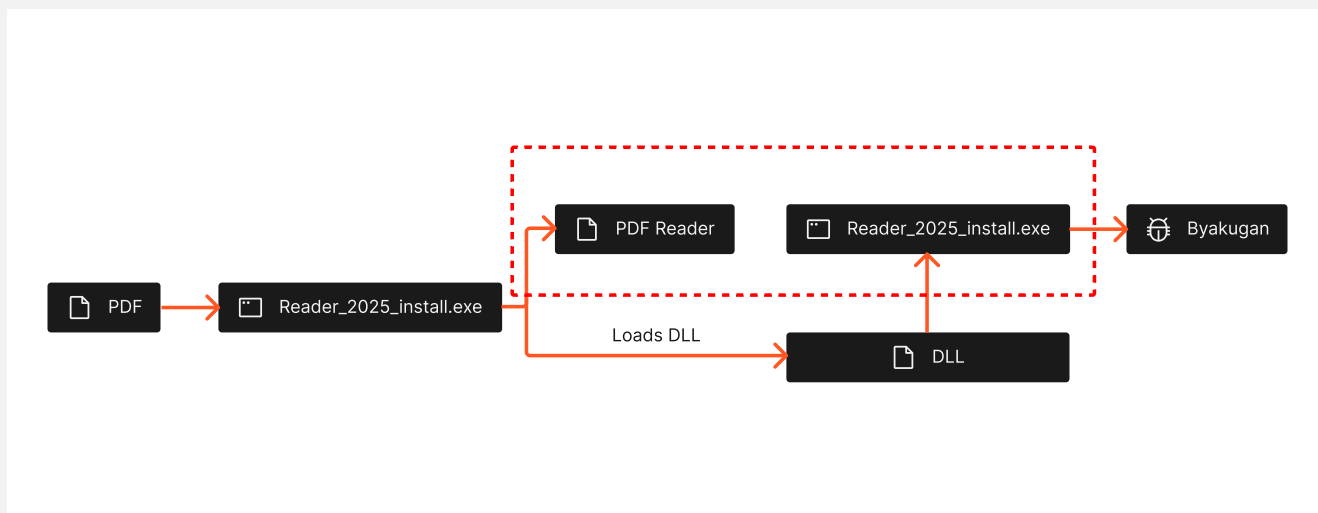 PDF
Reader_2025_install.exe
PDF Reader
Reader_2025_install.exe
Byakugan
Loads DLL
DLL